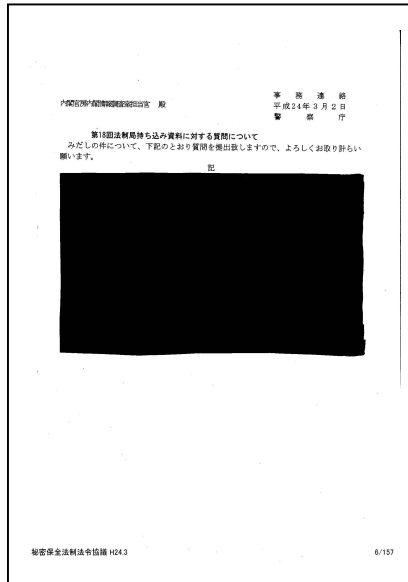 事務連絡
平成24年3月2日
警察庁
内閣官房内閣情報調査室担当官 殿
第18回法制局持ち込み資料に対する質問について
みだしの件について、下記のとおり質問を提出致しますので、よろしくお取り計らい
願います。
記
秘密保全法制法令協議 H24.3
6/157